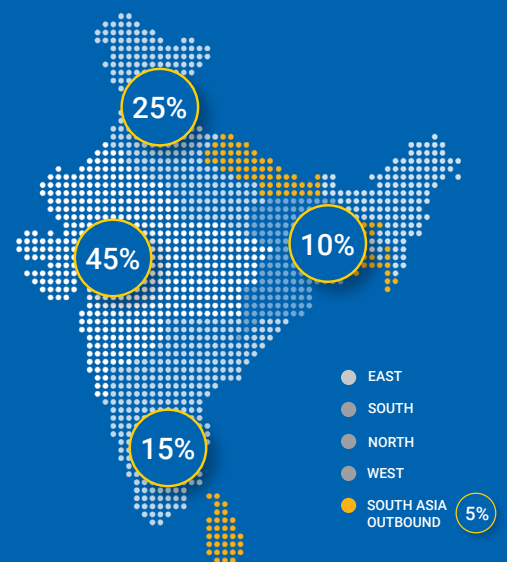 25%
10%
45%
15%
EAST
SOUTH
NORTH
WEST
SOUTH ASIA
OUTBOUND
5%